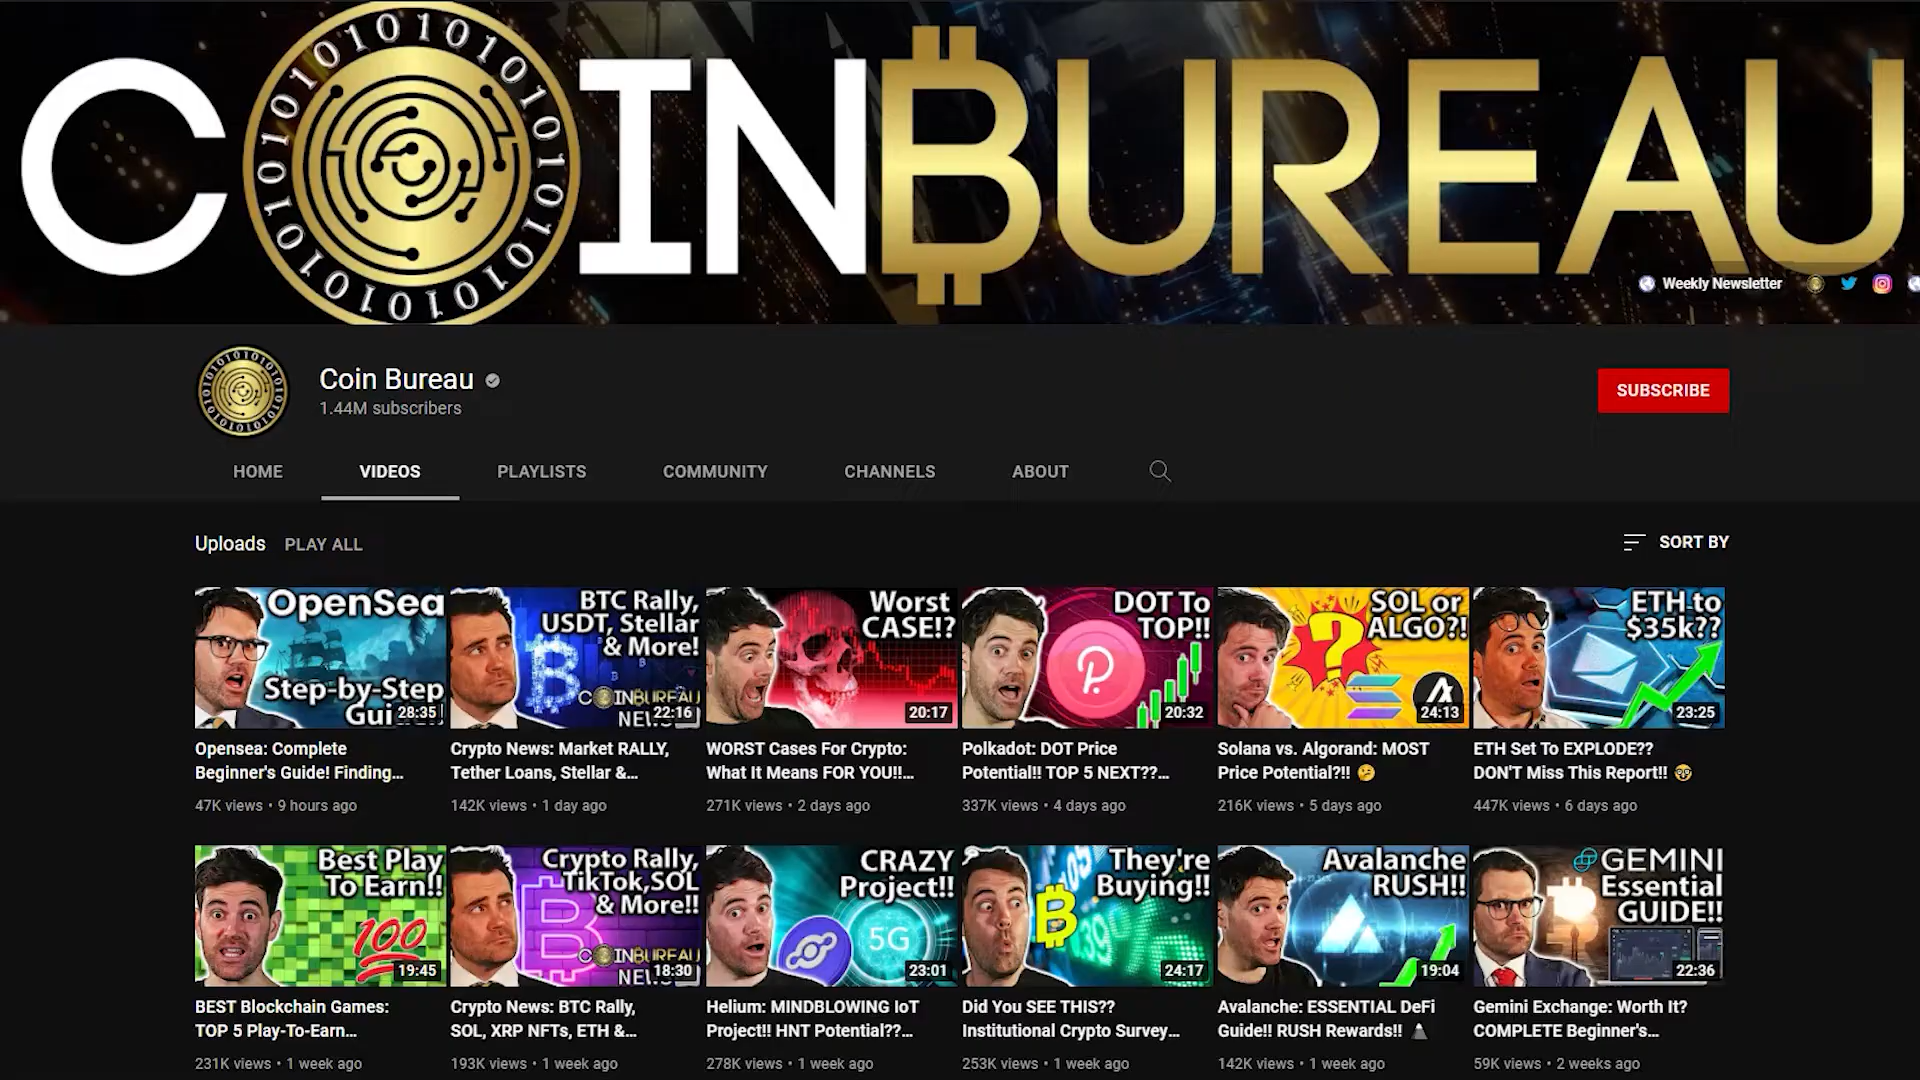 COINBUREAU
Weekly Newsletter
Coin Bureau
1.44M subscribers
SUBSCRIBE
HOME VIDEOS PLAYLISTS COMMUNITY CHANNELS ABOUT
Uploads PLAY ALL
SORT BY
OpenSea
Step-by-Step
28:35
BTC Rally,
USDT, Stellar
& More!
COINBUREAU
22:16
Worst
CASE!?
20:17
DOT To
TOP!!
20:32
SOL or
ALGO?!
24:13
ETH to
$35k??
23:25
Opensea: Complete
Beginner's Guide! Finding...
47K views • 9 hours ago
Crypto News: Market RALLY,
Tether Loans, Stellar &...
142K views • 1 day ago
WORST Cases For Crypto:
What It Means FOR YOU!!...
271K views • 2 days ago
Polkadot: DOT Price
Potential!! TOP 5 NEXT??...
337K views • 4 days ago
Solana vs. Algorand: MOST
Price Potential?!! 🤔
216K views • 5 days ago
ETH Set To EXPLODE??
DON'T Miss This Report!! 🤓
447K views • 6 days ago
Best Play
To Earn!!
100
19:45
Crypto Rally,
TikTok,SOL
& More!!
COINBUREAU
18:30
CRAZY
Project!!
5G
23:01
They're
Buying!!
24:17
Avalanche
RUSH!!
19:04
GEMINI
Essential
GUIDE!!
22:36
BEST Blockchain Games:
TOP 5 Play-To-Earn...
231K views • 1 week ago
Crypto News: BTC Rally,
SOL, XRP NFTs, ETH &...
193K views • 1 week ago
Helium: MINDBLOWING IoT
Project!! HNT Potential??...
278K views • 1 week ago
Did You SEE THIS??
Institutional Crypto Survey...
253K views • 1 week ago
Avalanche: ESSENTIAL DeFi
Guide!! RUSH Rewards!! 🗻
142K views • 1 week ago
Gemini Exchange: Worth It?
COMPLETE Beginner's...
59K views • 2 weeks ago